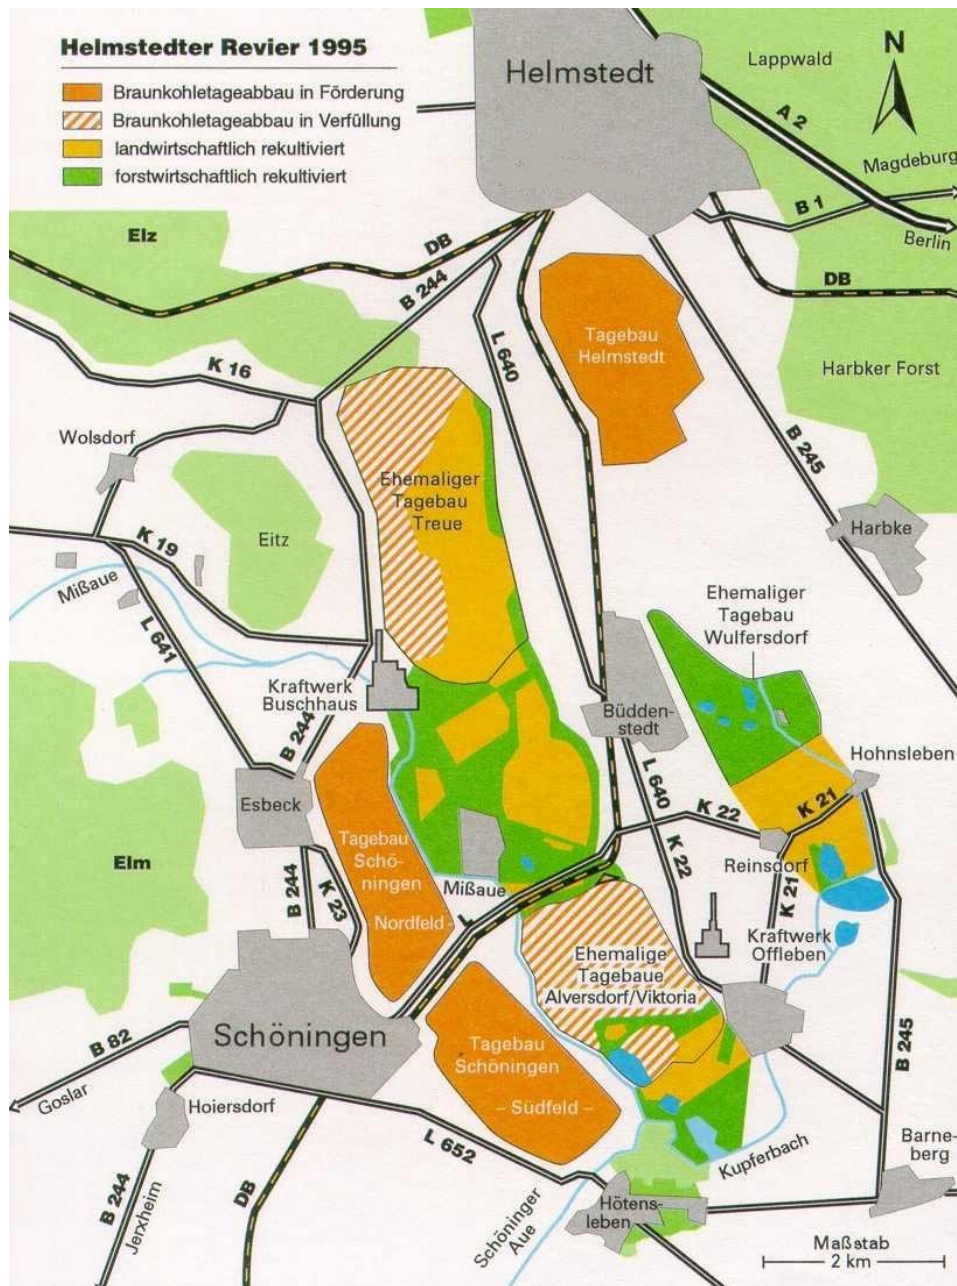 Helmstedter Revier 1995
Braunkohletageabbau in Förderung
Braunkohletageabbau in Verfüllung
landwirtschaftlich rekultiviert
forstwirtschaftlich rekultiviert
Helmstedt
Lappwald
N
A 2
Magdeburg
B 1
Berlin
Elz
DB
B 244
DB
L 640
Tagebau
Helmstedt
Harbker Forst
K 16
B 245
Wolsdorf
Ehemaliger
Tagebau
Treue
Eitz
K 19
Harbke
Mißaue
Ehemaliger
Tagebau
Wulfersdorf
L 641
Kraftwerk
Buschhaus
Büdden-
stedt
B 244
Hohnsleben
Esbeck
L 640
K 22
K 21
Tagebau
Schö-
ningen
- Nordfeld -
Elm
Reinsdorf
B 244
K 23
Mißaue
K 22
K 21
L
Kraftwerk
Offleben
Ehemalige
Tagebaue
Alversdorf/Viktoria
Schöningen
B 82
Goslar
Tagebau
Schöningen
– Südfeld –
B 245
Hoiersdorf
L 652
Kupferbach
Barne-
berg
B 244
Jerxheim
DB
Schöninger
Aue
Hötens-
leben
Maßstab
2 km